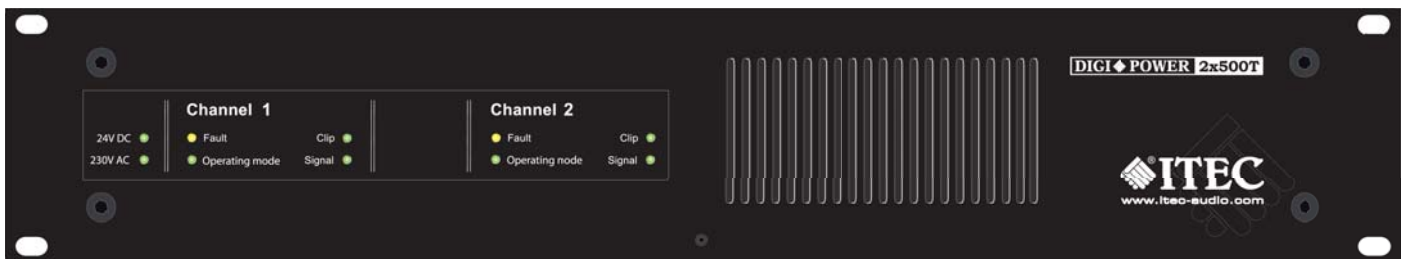 DIGI POWER 2x500T
Channel 1
Channel 2
24V DC
Fault
Clip
Fault
Clip
230V AC
Operating mode
Signal
Operating node
Signal
®ITEC
www.itec-audio.com